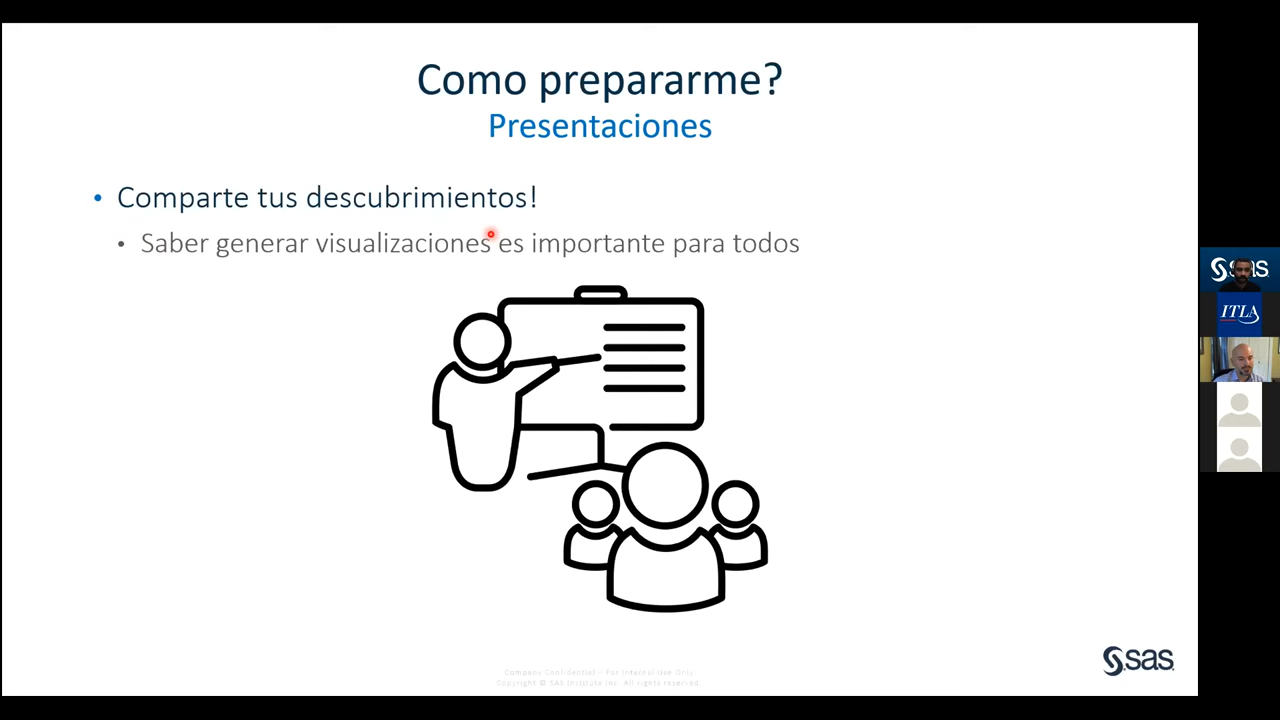 Como prepararme?
Presentaciones
• Comparte tus descubrimientos!
• Saber generar visualizaciones es importante para todos
sas
ITLA
sas
Company Confidential – For Internal Use Only
Copyright © SAS Institute Inc. All rights reserved.